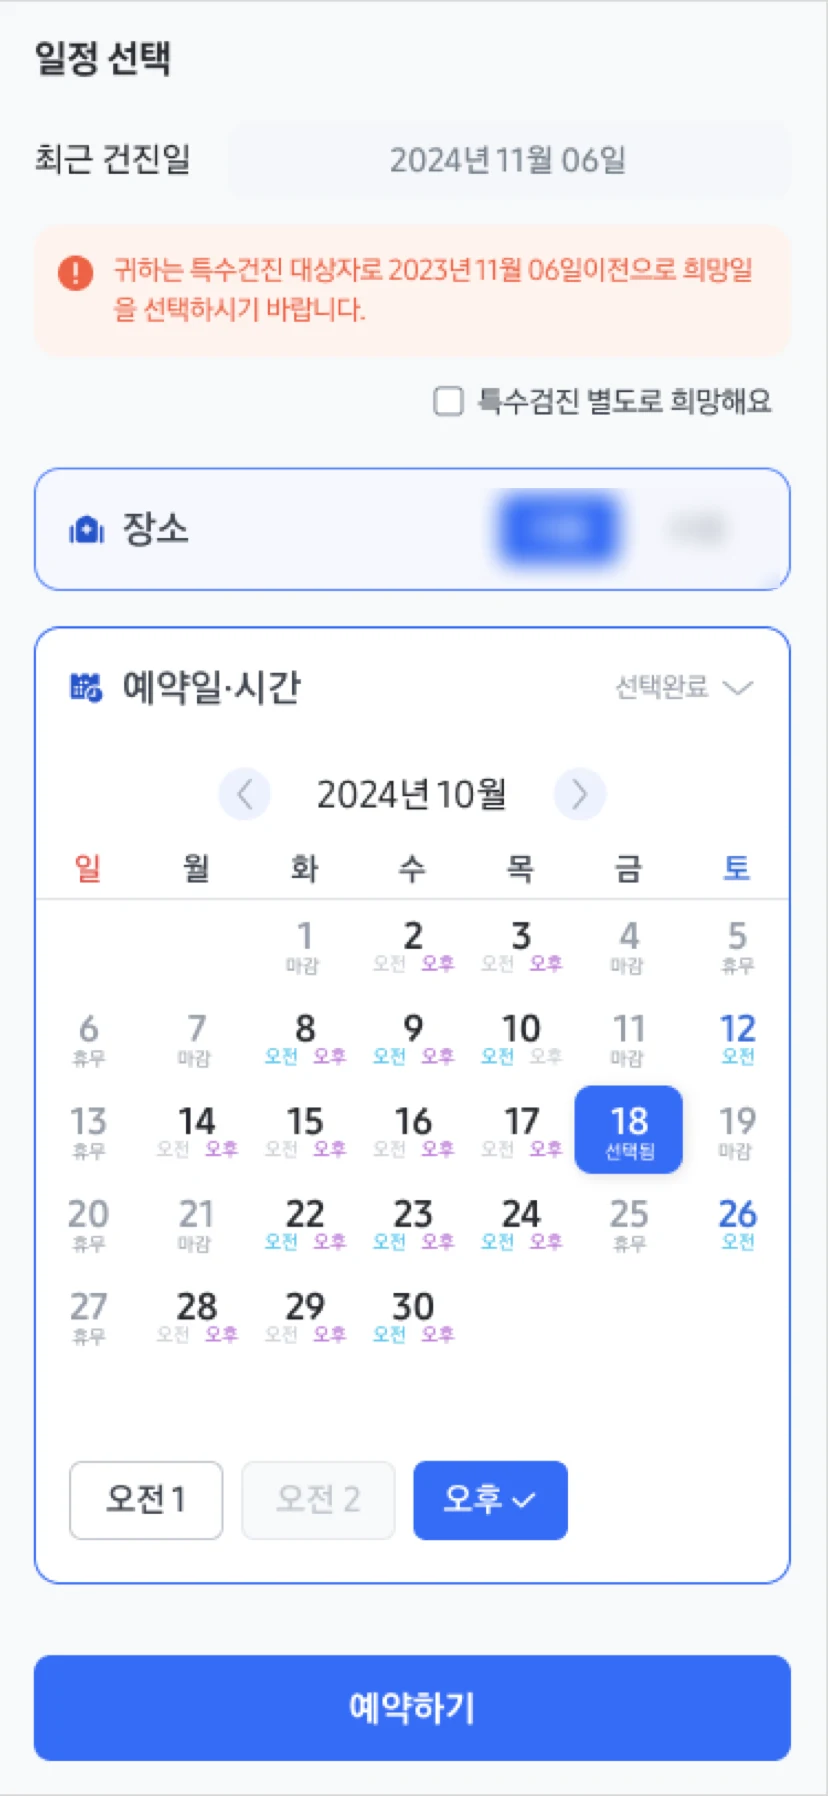 일정 선택
최근 건진일 2024년 11월 06일
귀하는 특수건진 대상자로 2023년 11월 06일이전으로 희망일
을 선택하시기 바랍니다.
특수검진 별도로 희망해요
장소
예약일·시간 선택완료
2024년 10월
일 월 화 수 목 금 토
1 2 3 4 5
마감 오전 오후 오전 오후 마감 휴무
6 7 8 9 10 11 12
휴무 마감 오전 오후 오전 오후 오전 오후 마감 오전
13 14 15 16 17 18 19
휴무 오전 오후 오전 오후 오전 오후 오전 오후 선택됨 마감
20 21 22 23 24 25 26
휴무 마감 오전 오후 오전 오후 오전 오후 휴무 오전
27 28 29 30
휴무 오전 오후 오전 오후 오전 오후
오전 1 오전 2 오후
예약하기